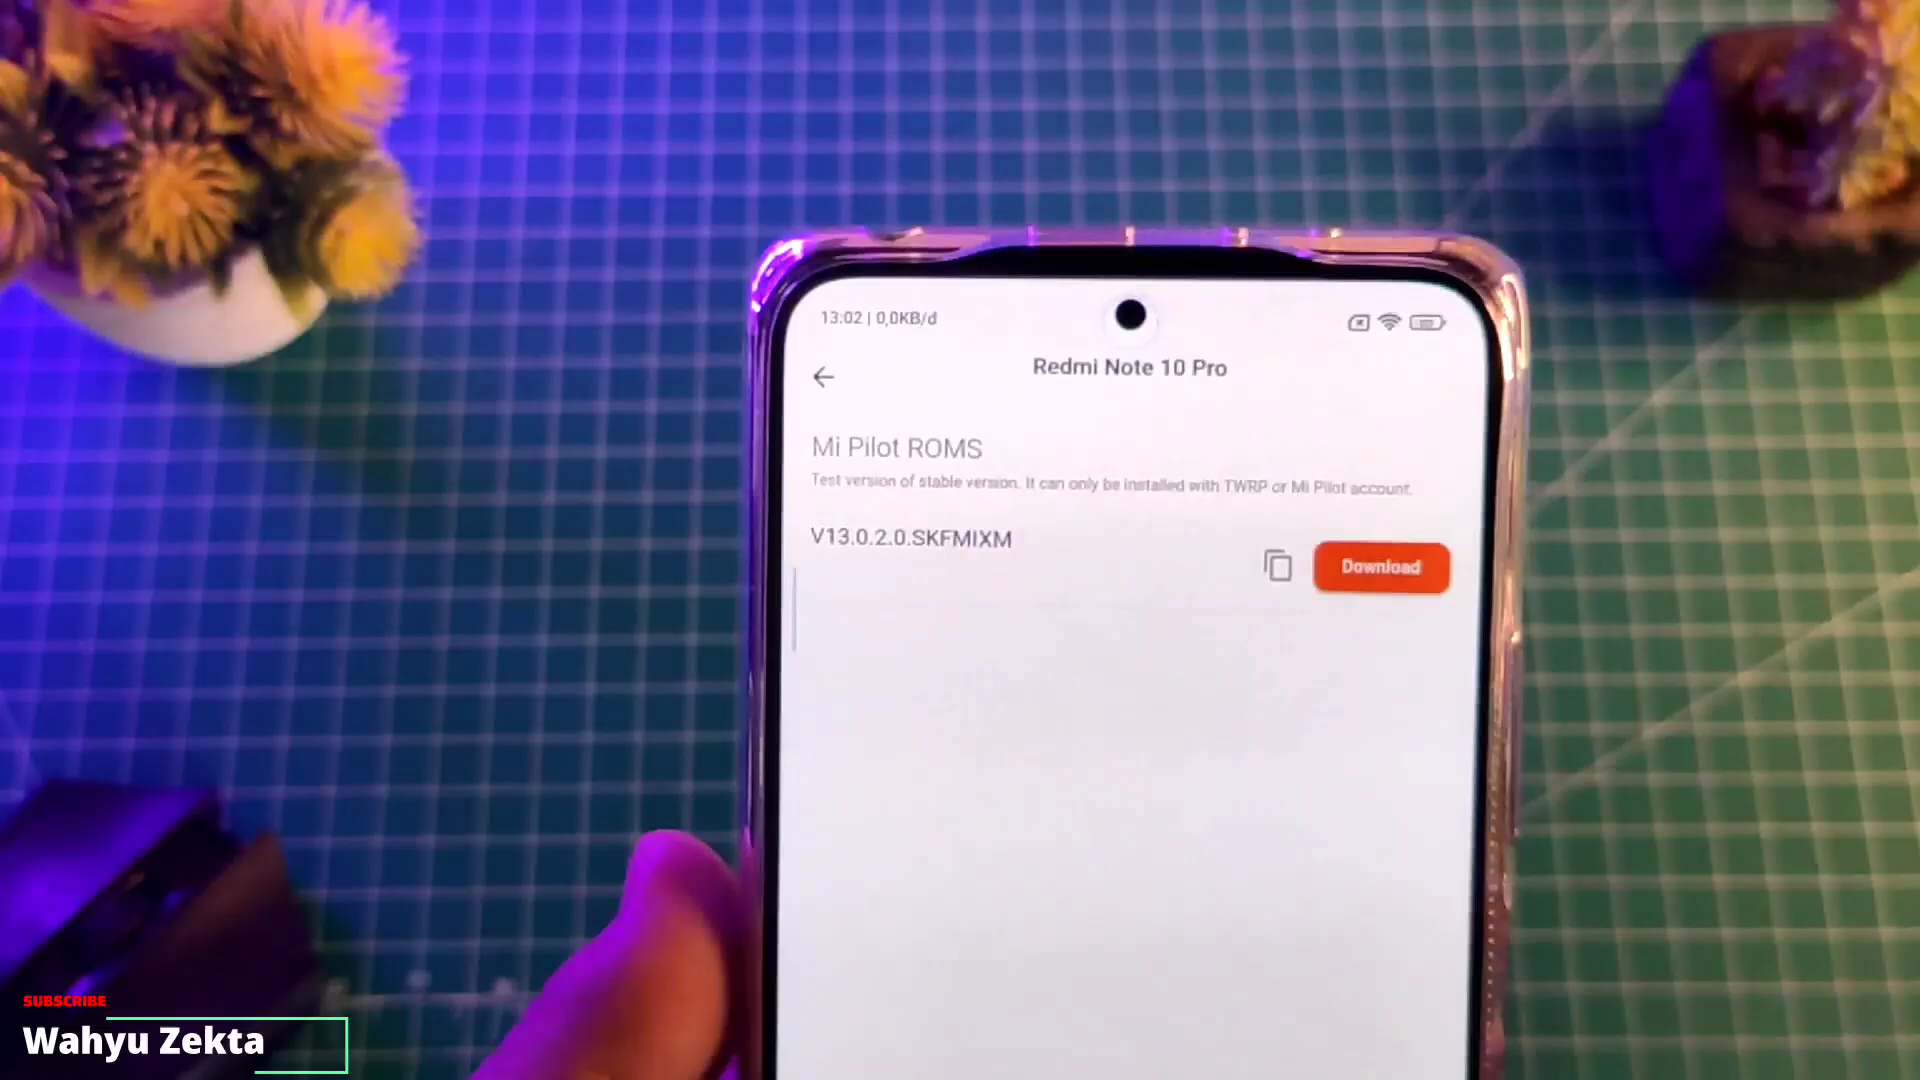 13:02 | 0,0KB/d
Redmi Note 10 Pro
Mi Pilot ROMS
Test version of stable version. It can only be installed with TWRP or Mi Pilot account.
V13.0.2.0.SKFMIXM
Download
SUBSCRIBE
Wahyu Zekta